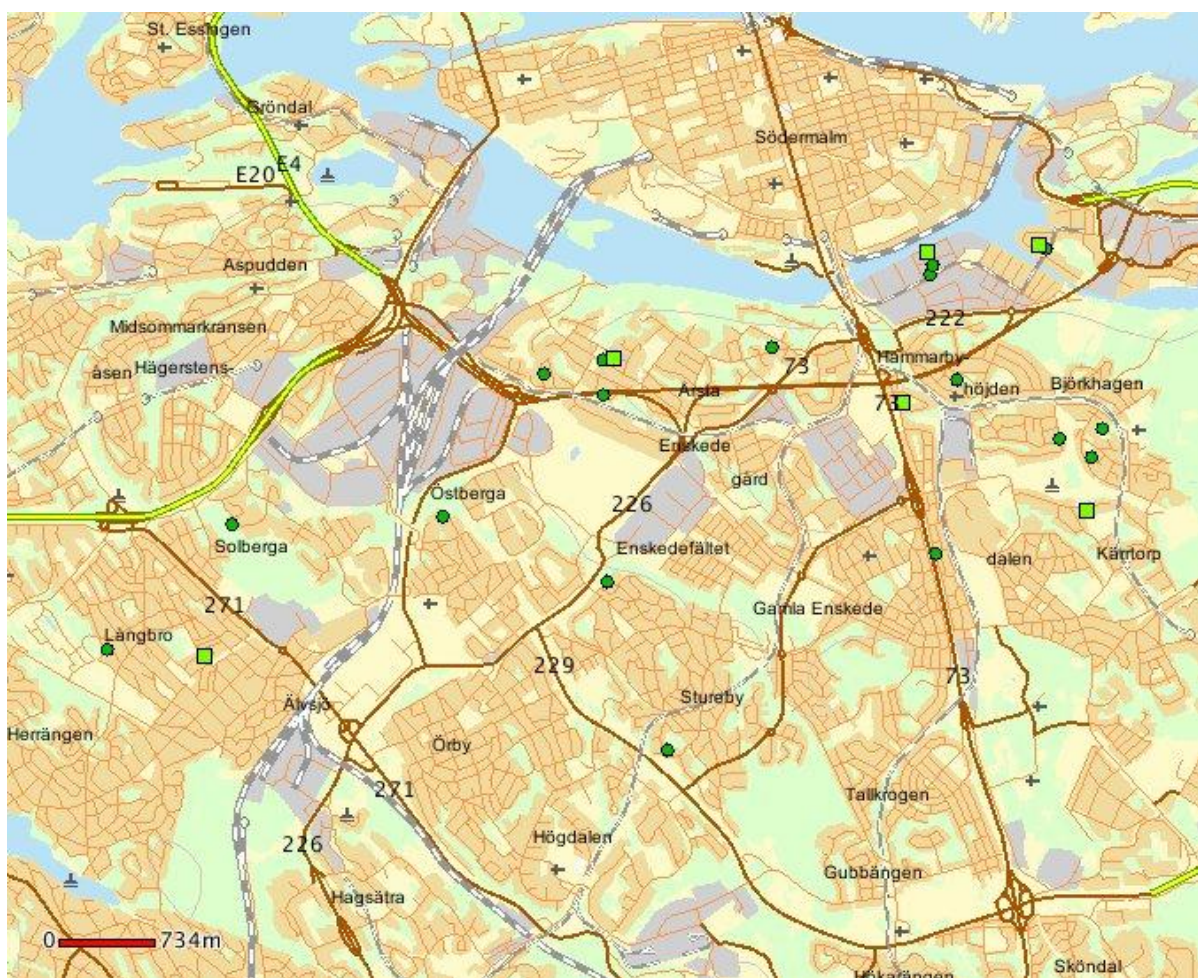 St. Essingen
Gröndal
Södermalm
E20
E4
Aspudden
Midsommarkransen
Hägerstens-
åsen
222
73
Hammarby-
höjden
Björkhagen
Årsta
73
Enskede
gård
Östberga
226
Solberga
Enskedefältet
dalen
Kärrtorp
271
Gamla Enskede
Långbro
229
73
Stureby
Älvsjö
Herrängen
Örby
271
Tallkrogen
Högdalen
226
Gubbängen
Hagsätra
0
734m
Sköndal
Hökarängen